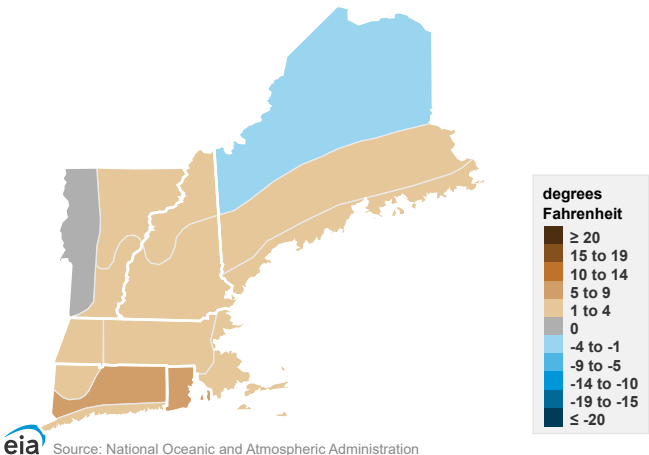 degrees
Fahrenheit
≥ 20
15 to 19
10 to 14
5 to 9
1 to 4
0
-4 to -1
-9 to -5
-14 to -10
-19 to -15
≤ -20
eia
Source: National Oceanic and Atmospheric Administration